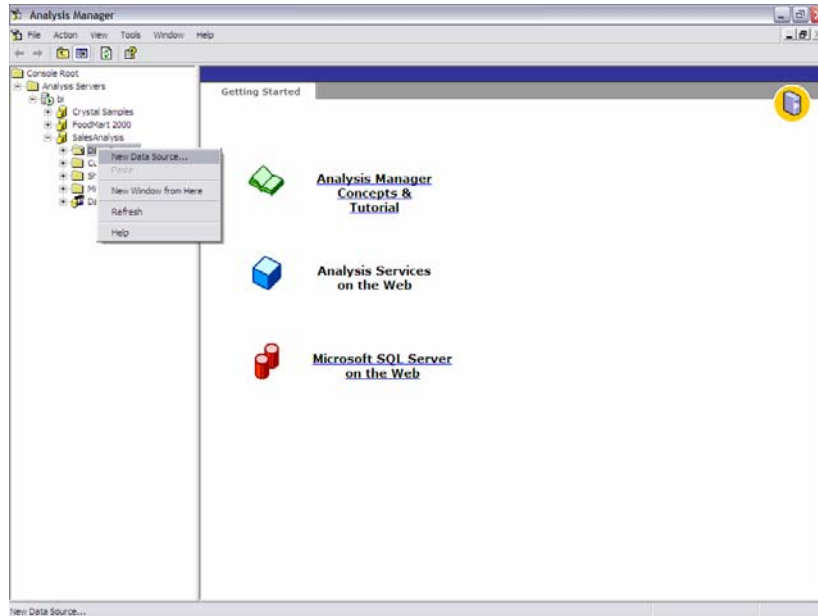 Analysis Manager
File Action View Tools Window Help
Console Root
Analysis Servers
bi
Crystal Samples
FoodMart 2000
SalesAnalysis
New Data Source...
Paste
New Window from Here
Refresh
Help
Getting Started
Analysis Manager
Concepts &
Tutorial
Analysis Services
on the Web
Microsoft SQL Server
on the Web
New Data Source...